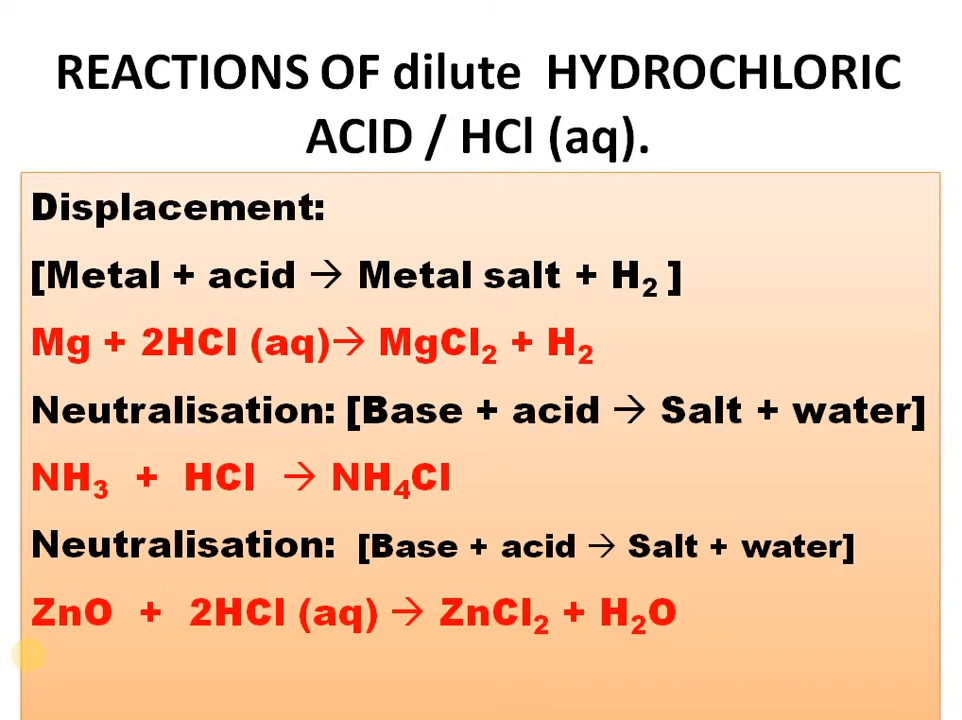 REACTIONS OF dilute HYDROCHLORIC
ACID / HCl (aq).
Displacement:
[Metal + acid → Metal salt + H₂ ]
Mg + 2HCl (aq)→ MgCl₂ + H₂
Neutralisation: [Base + acid → Salt + water]
NH₃ + HCl → NH₄Cl
Neutralisation: [Base + acid → Salt + water]
ZnO + 2HCl (aq) → ZnCl₂ + H₂O